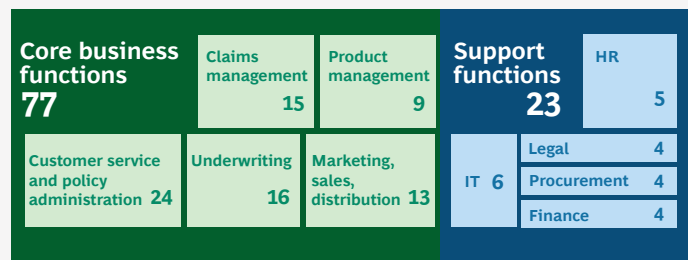 Core business
functions
77
Claims
management
15
Product
management
9
Customer service
and policy
administration 24
Underwriting
16
Marketing,
sales,
distribution 13
Support
functions
23
HR
5
IT 6
Legal 4
Procurement 4
Finance 4